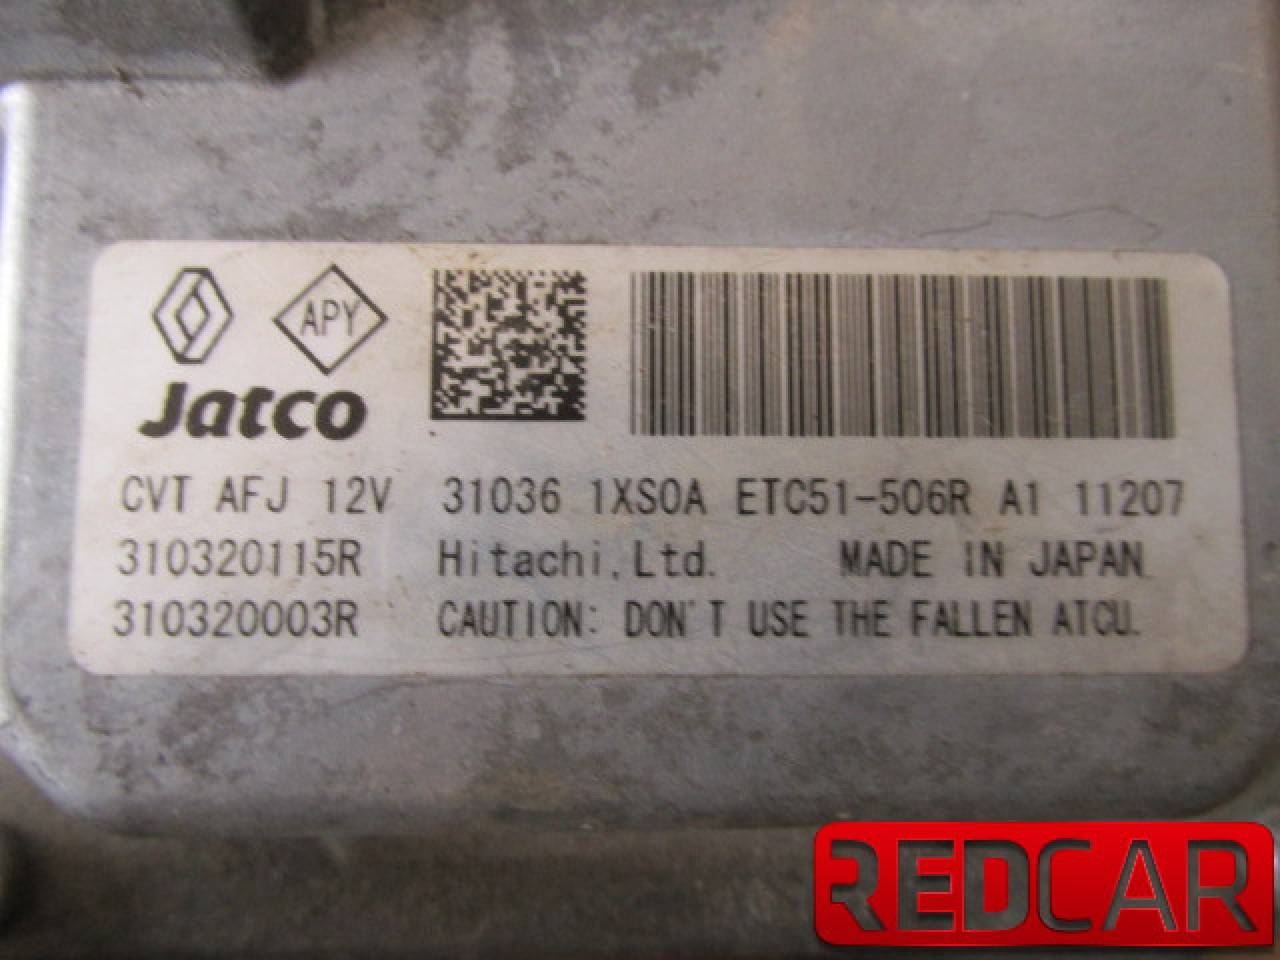 APY
Jatco
CVT AFJ 12V 31036 1XS0A ETC51-506R A1 11207
310320115R Hitachi,Ltd. MADE IN JAPAN
310320003R CAUTION: DON'T USE THE FALLEN ATCU.
REDCAR